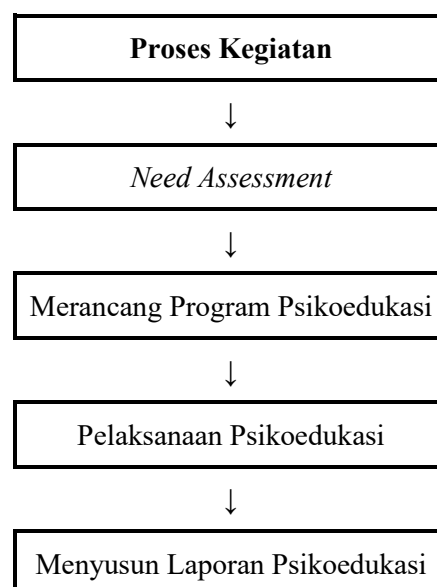 Proses Kegiatan
↓
Need Assessment
↓
Merancang Program Psikoedukasi
↓
Pelaksanaan Psikoedukasi
↓
Menyusun Laporan Psikoedukasi